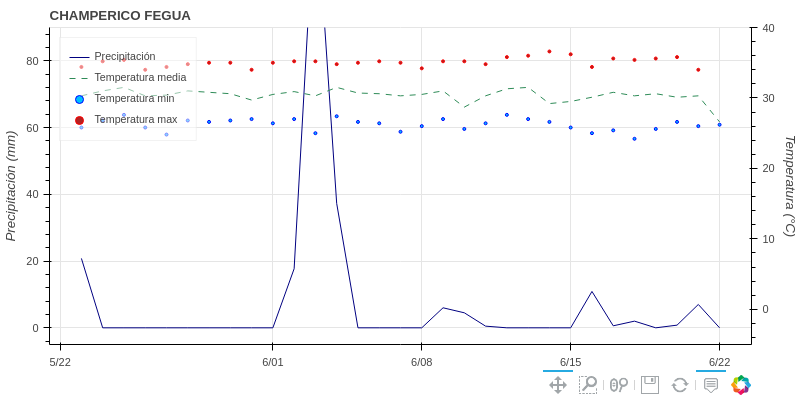 CHAMPERICO FEGUA
Precipitación
Temperatura media
Temperatura min
Temperatura max
80
60
40
20
0
Precipitación (mm)
40
30
20
10
0
Temperatura (°C)
5/22
6/01
6/08
6/15
6/22